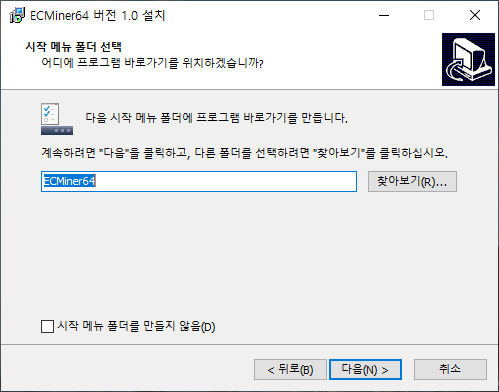 ECMiner64 버전 1.0 설치
시작 메뉴 폴더 선택
어디에 프로그램 바로가기를 위치하겠습니까?
다음 시작 메뉴 폴더에 프로그램 바로가기를 만듭니다.
계속하려면 "다음"을 클릭하고, 다른 폴더를 선택하려면 "찾아보기"를 클릭하십시오.
ECMiner64
찾아보기(R)...
시작 메뉴 폴더를 만들지 않음(D)
< 뒤로(B)
다음(N) >
취소